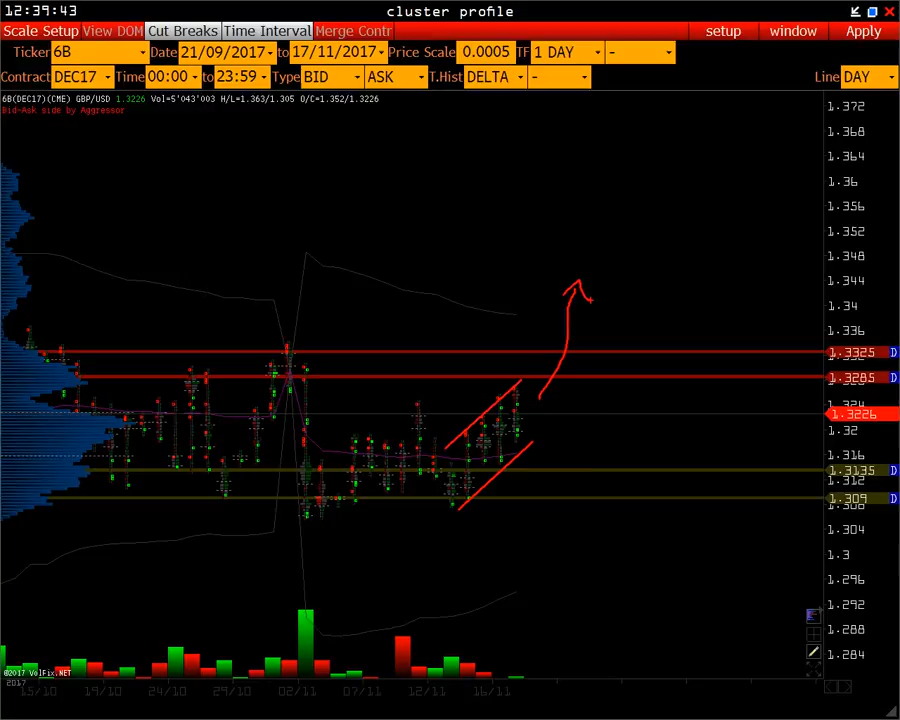 12:39:43 cluster profile
Scale Setup View DOM Cut Breaks Time Interval Merge Contr setup window Apply
Ticker 6B Date 21/09/2017 to 17/11/2017 Price Scale 0.0005 TF 1 DAY -
Contract DEC17 Time 00:00 to 23:59 Type BID ASK T.Hist DELTA - Line DAY
6B(DEC17)(CME) GBP/USD 1.3226 Vol=5'043'003 H/L=1.363/1.305 O/C=1.352/1.3226
Bid-Ask side by Aggressor
1.372
1.368
1.364
1.36
1.356
1.352
1.348
1.344
1.34
1.336
1.3325 D
1.3285 D
1.324
1.3226
1.32
1.316
1.3135 D
1.312
1.309 D
1.304
1.3
1.296
1.292
1.288
1.284
©2017 VolFix.NET
2017
15/10 19/10 24/10 29/10 02/11 07/11 12/11 16/11